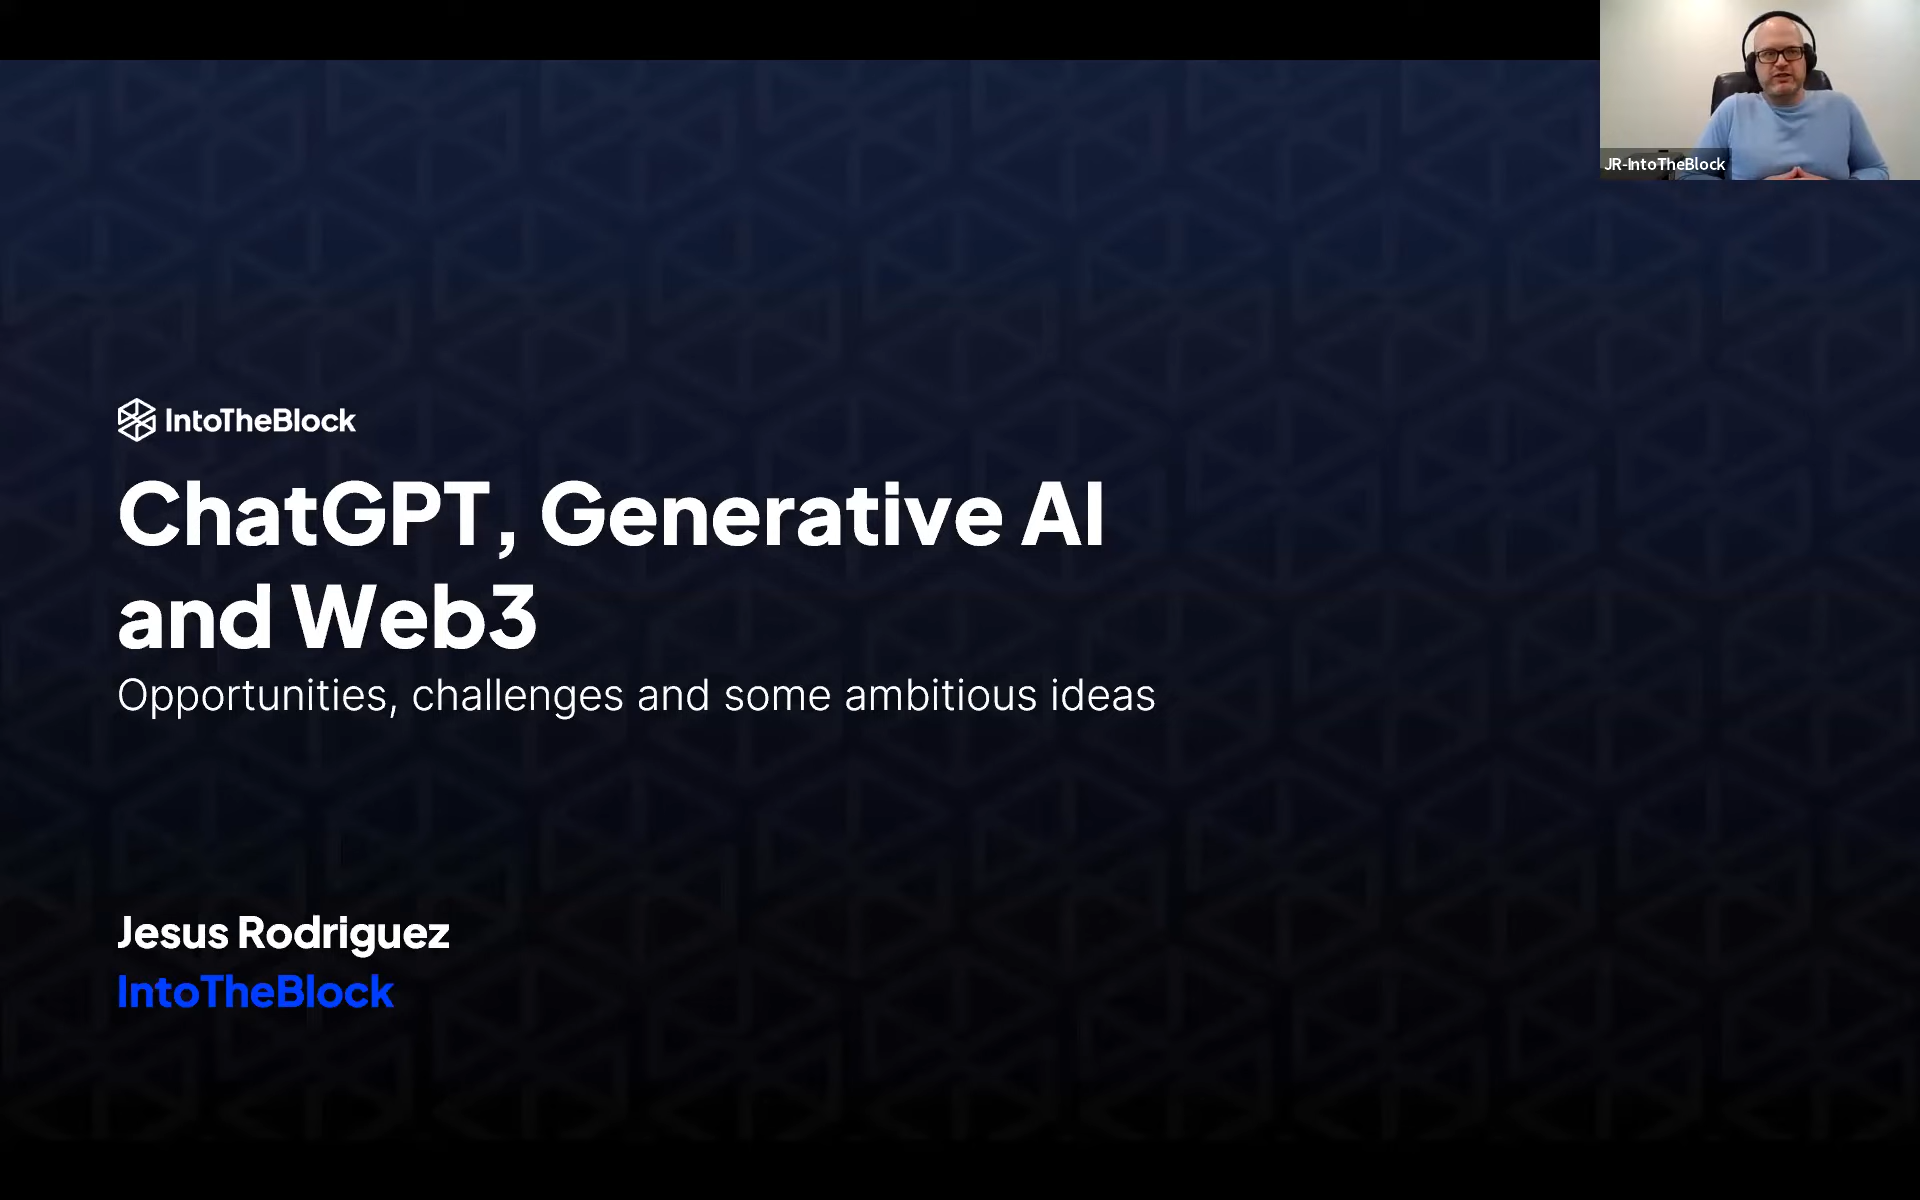 JR-IntoTheBlock
IntoTheBlock
ChatGPT, Generative AI
and Web3
Opportunities, challenges and some ambitious ideas
Jesus Rodriguez
IntoTheBlock